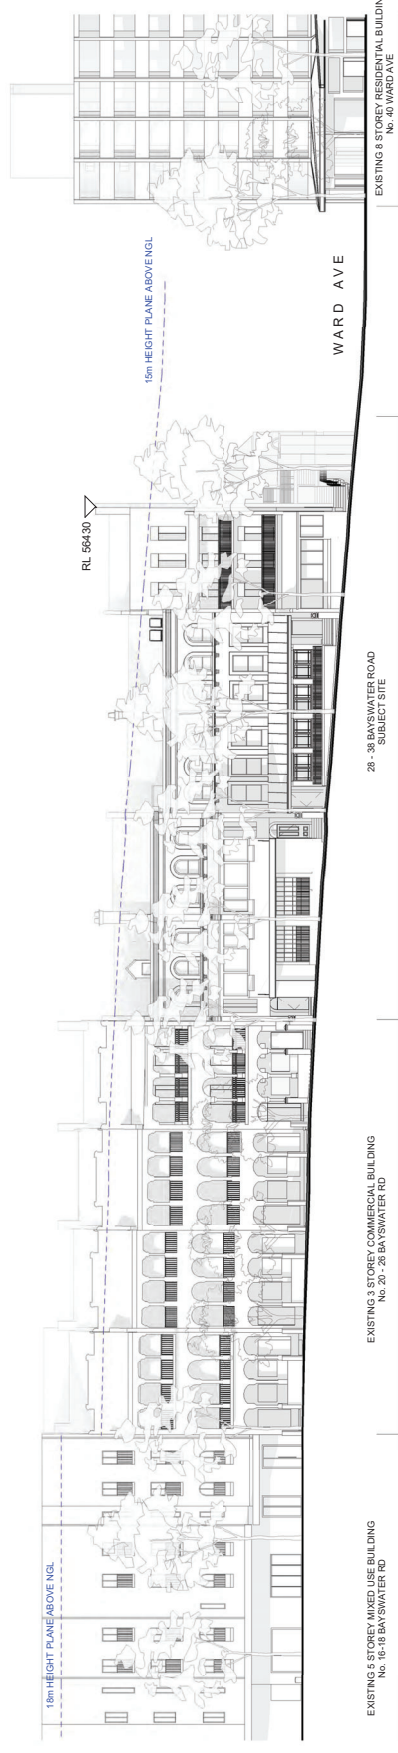 18m HEIGHT PLANE ABOVE NGL
RL 56430
15m HEIGHT PLANE ABOVE NGL
WARD AVE
EXISTING 5 STOREY MIXED USE BUILDING
No. 16-18 BAYSWATER RD
EXISTING 3 STOREY COMMERCIAL BUILDING
No. 20 - 26 BAYSWATER RD
28 - 38 BAYSWATER ROAD
SUBJECT SITE
EXISTING 8 STOREY RESIDENTIAL BUILDIN
No. 40 WARD AVE